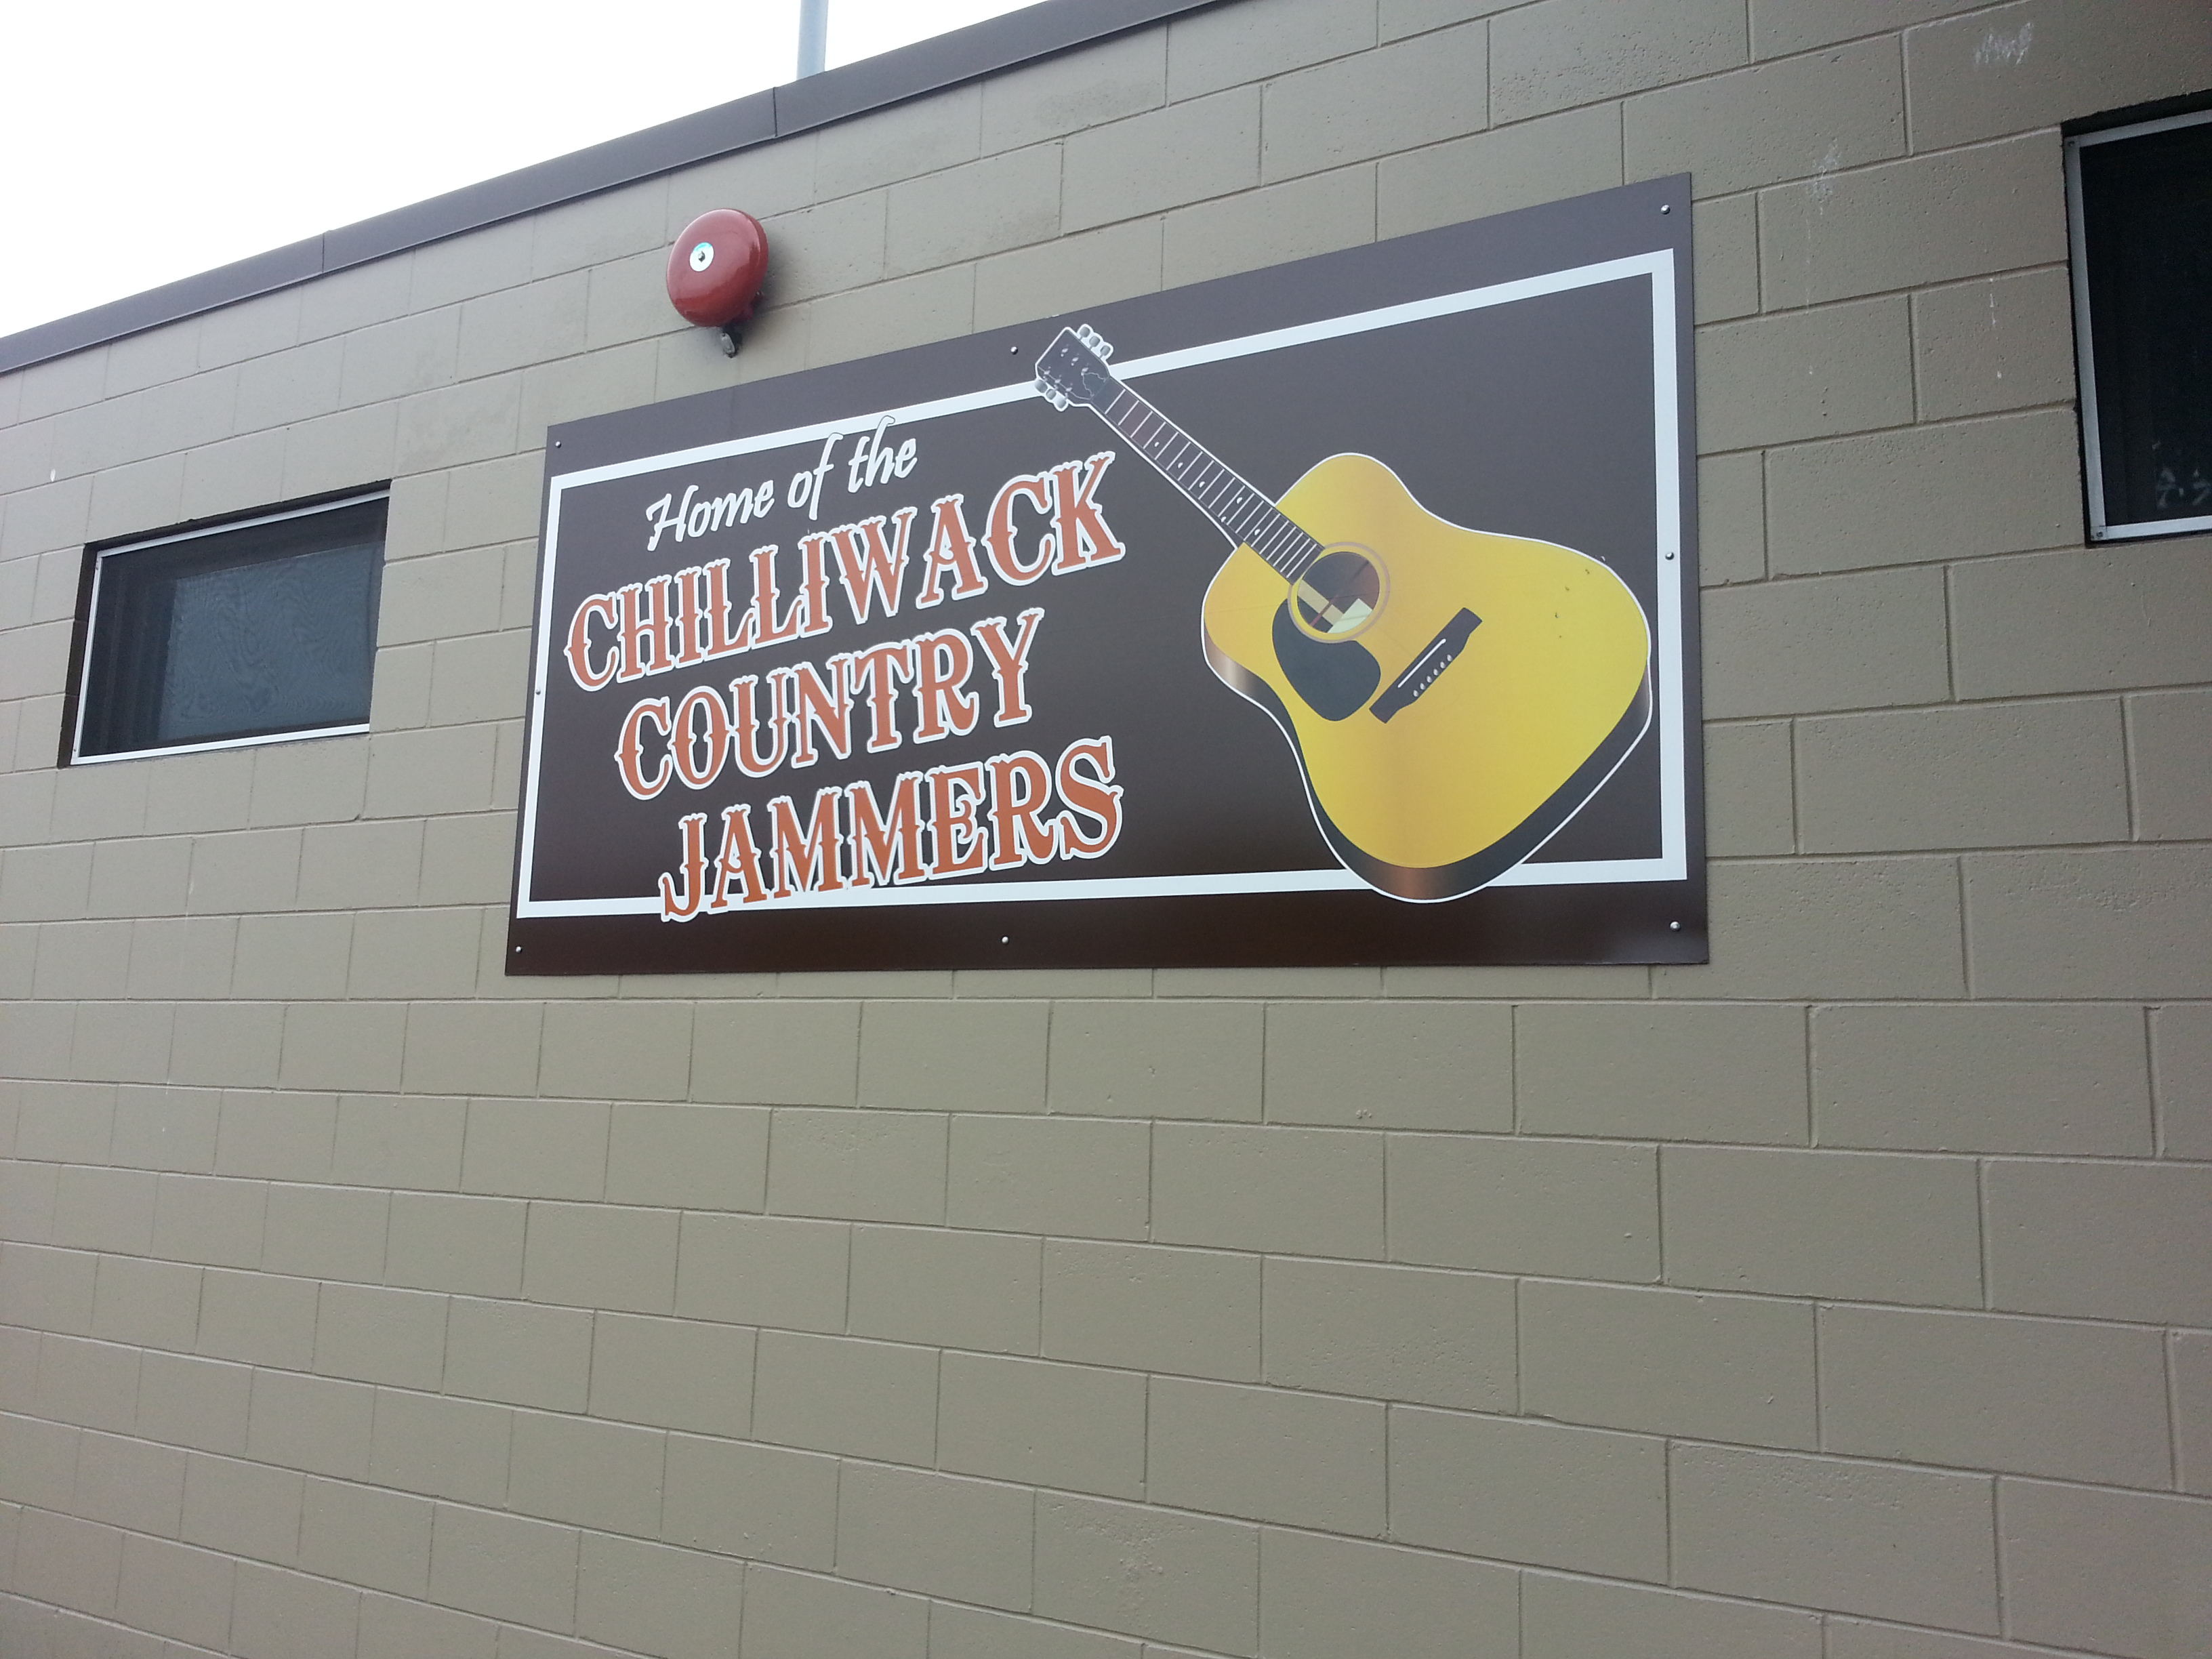 Home of the
CHILLIWACK
COUNTRY
JAMMERS